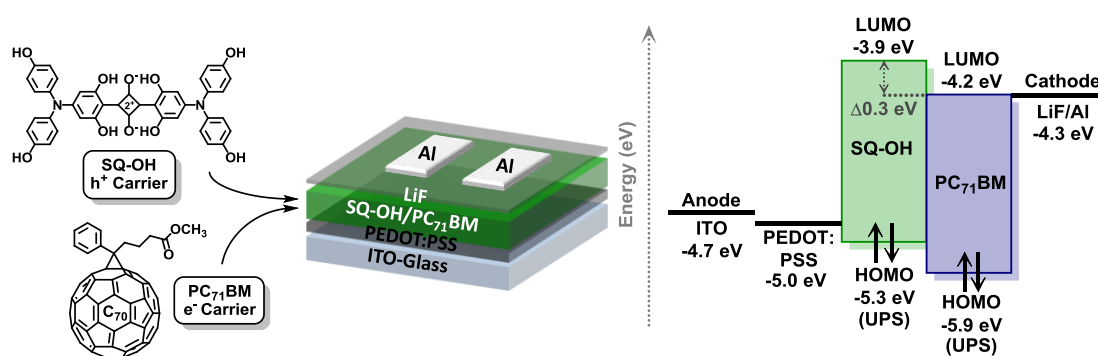 HO
OH
OH O⁻ HO
N
2⁺
N
OH O⁻ HO
HO
OH
SQ-OH
h⁺ Carrier
OCH₃
O
C₇₀
PC₇₁BM
e⁻ Carrier
Al
Al
LiF
SQ-OH/PC₇₁BM
PEDOT:PSS
ITO-Glass
Energy (eV)
Anode
ITO
-4.7 eV
PEDOT:
PSS
-5.0 eV
LUMO
-3.9 eV
Δ0.3 eV
SQ-OH
HOMO
-5.3 eV
(UPS)
LUMO
-4.2 eV
PC₇₁BM
HOMO
-5.9 eV
(UPS)
Cathode
LiF/Al
-4.3 eV